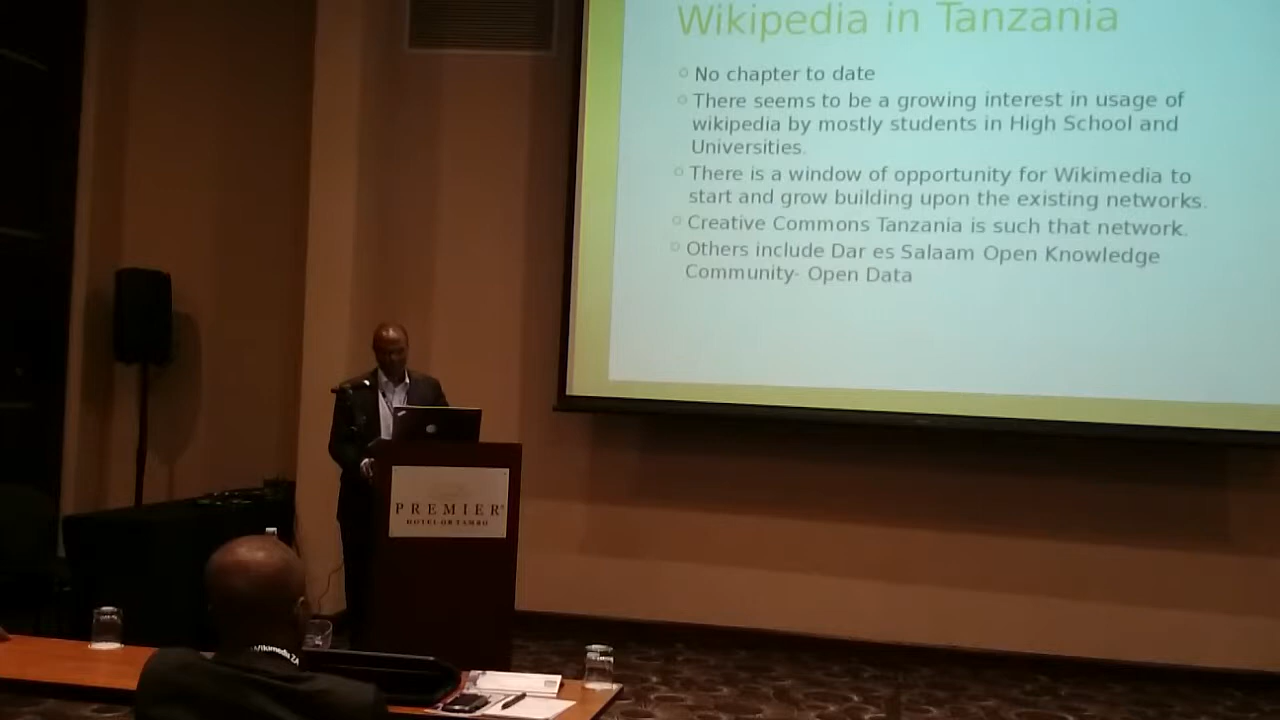 Wikipedia in Tanzania
No chapter to date
There seems to be a growing interest in usage of
wikipedia by mostly students in High School and
Universities.
There is a window of opportunity for Wikimedia to
start and grow building upon the existing networks.
Creative Commons Tanzania is such that network.
Others include Dar es Salaam Open Knowledge
Community- Open Data
PREMIER
HOTEL OR TAMBO
Wikimedia ZA